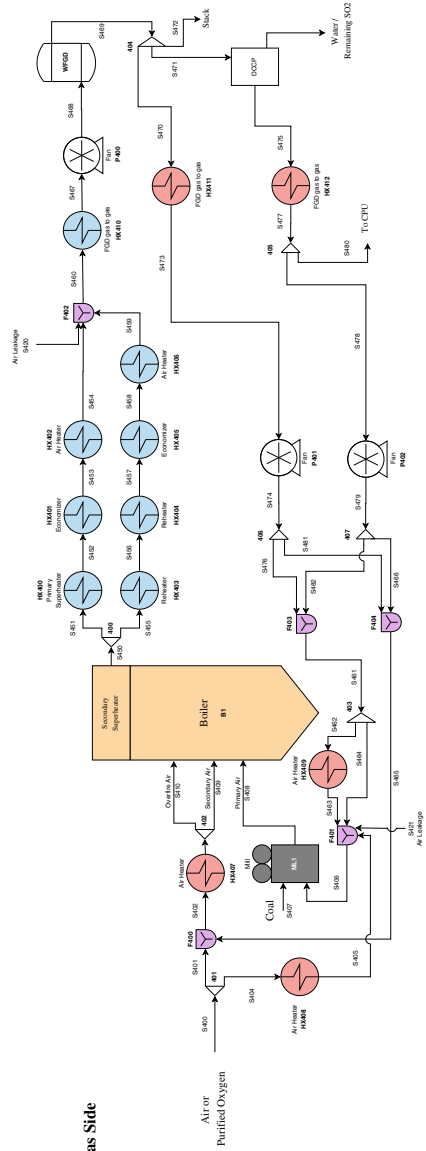 as Side
Air or
Purified Oxygen
S400
401
S401
S404
F400
S402
Air Heater
HX407
402
Overfire Air
S410
Secondary Air
S409
Primary Air
S408
Air Heater
HX408
S405
Coal
S407
Mill
ML1
S406
F401
S421
Air Leakage
Air Heater
HX409
S463
S462
S464
403
S461
S465
Secondary
Superheater
Boiler
B1
S450
400
S451
S455
HX400
Primary
Superheater
S452
HX401
Economizer
S453
HX402
Air Heater
S454
Reheater
HX403
S456
Reheater
HX404
S457
Economizer
HX405
S458
Air Heater
HX406
S459
F402
Air Leakage
S420
S460
FGD gas to gas
HX410
S467
Fan
P400
S468
WFGD
S469
404
S472
Stack
S471
S470
DCCP
Water /
Remaining SO2
S475
FGD gas to gas
HX411
S473
FGD gas to gas
HX412
S477
405
S480
To CPU
S478
Fan
P401
S474
Fan
P402
S479
406
S476
S481
407
S482
S466
F403
F404